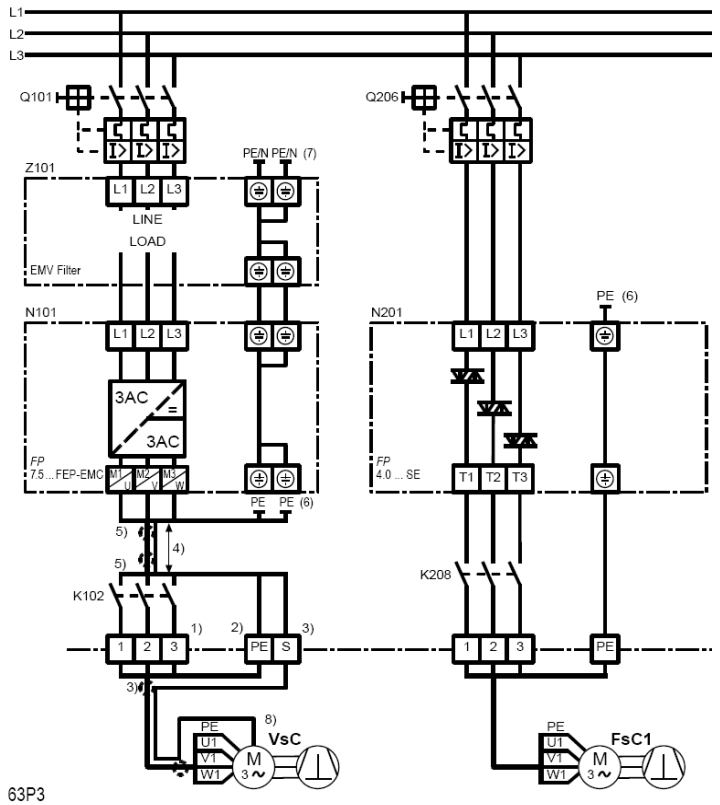 L1
L2
L3
Q101
Q206
I> I> I>
I> I> I>
PE/N PE/N (7)
Z101
L1 L2 L3
LINE
LOAD
EMV Filter
PE (6)
N101
L1 L2 L3
N201
L1 L2 L3
3AC
=
3AC
FP
7.5...FEP-EMC
M1 U
M2 V
M3 W
FP
4.0 ... SE
T1 T2 T3
PE PE (6)
5)
4)
5)
K102
K208
1)
2)
3)
1 2 3
PE S
1 2 3
PE
3)
8)
PE
U1
V1
W1
M
3 ~
VsC
PE
U1
V1
W1
M
3 ~
FsC1
63P3